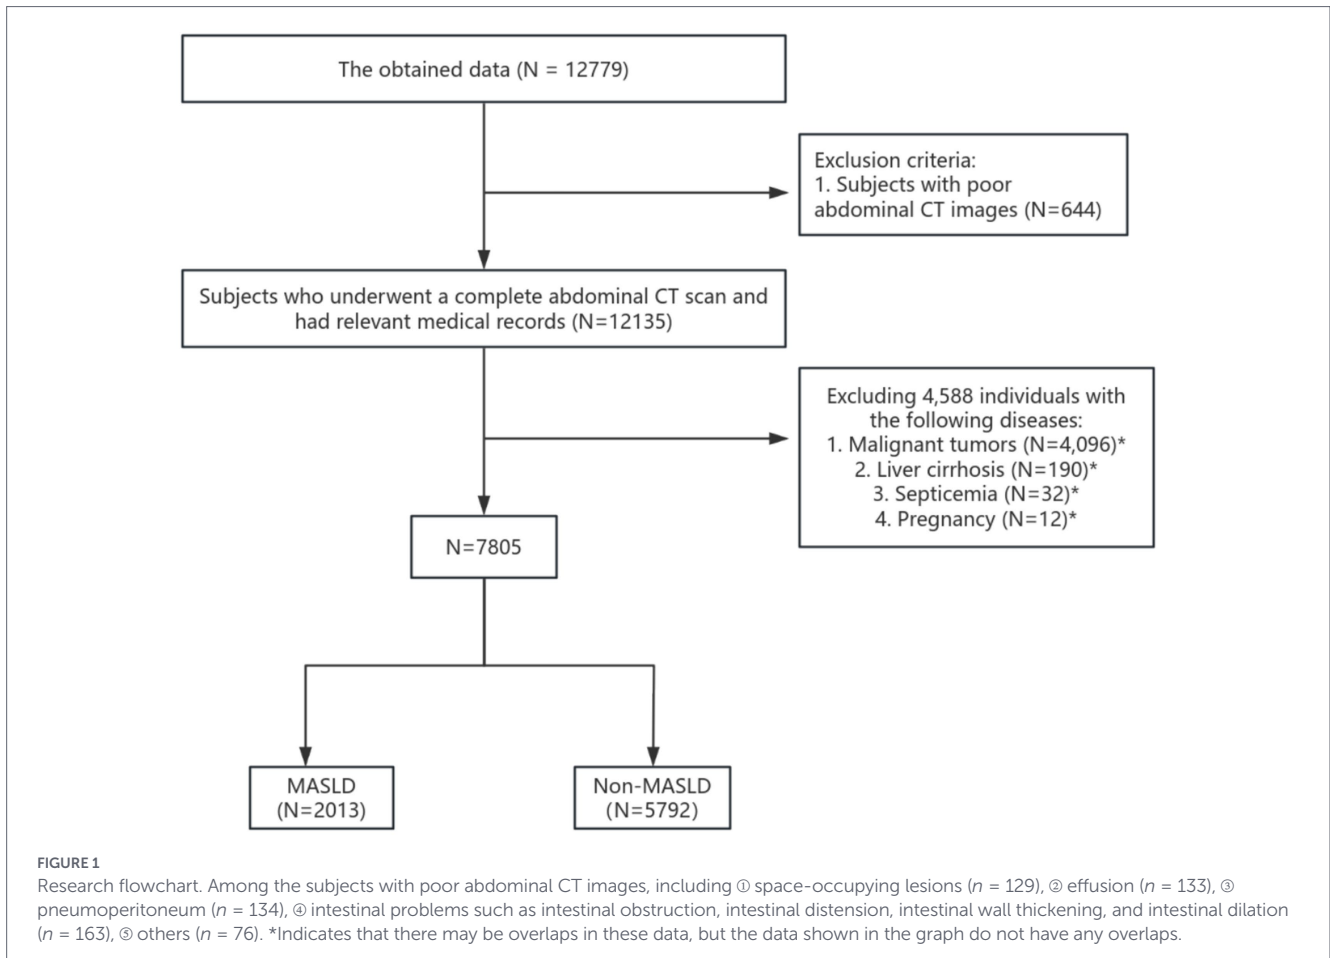 The obtained data (N = 12779)
Exclusion criteria:
1. Subjects with poor
abdominal CT images (N=644)
Subjects who underwent a complete abdominal CT scan and
had relevant medical records (N=12135)
Excluding 4,588 individuals with
the following diseases:
1. Malignant tumors (N=4,096)*
2. Liver cirrhosis (N=190)*
3. Septicemia (N=32)*
4. Pregnancy (N=12)*
N=7805
MASLD
(N=2013)
Non-MASLD
(N=5792)
FIGURE 1
Research flowchart. Among the subjects with poor abdominal CT images, including ① space-occupying lesions (n = 129), ② effusion (n = 133), ③
pneumoperitoneum (n = 134), ④ intestinal problems such as intestinal obstruction, intestinal distension, intestinal wall thickening, and intestinal dilation
(n = 163), ⑤ others (n = 76). *Indicates that there may be overlaps in these data, but the data shown in the graph do not have any overlaps.